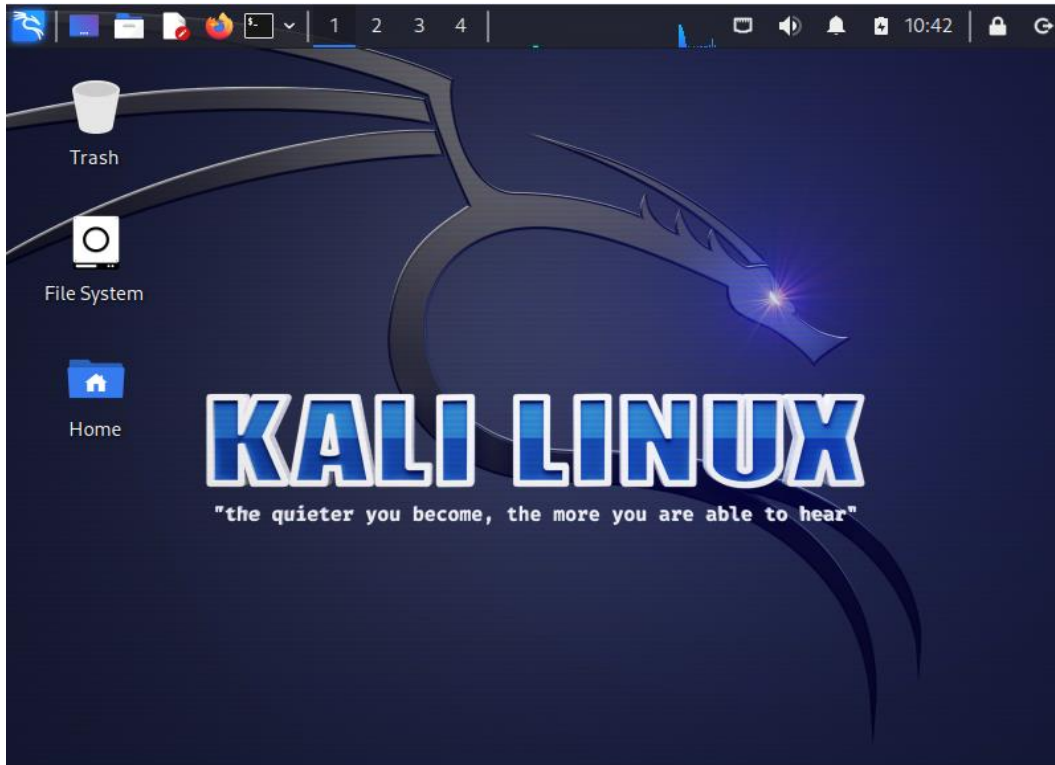 $-
1 2 3 4
10:42
Trash
File System
Home
KALI LINUX
"the quieter you become, the more you are able to hear"